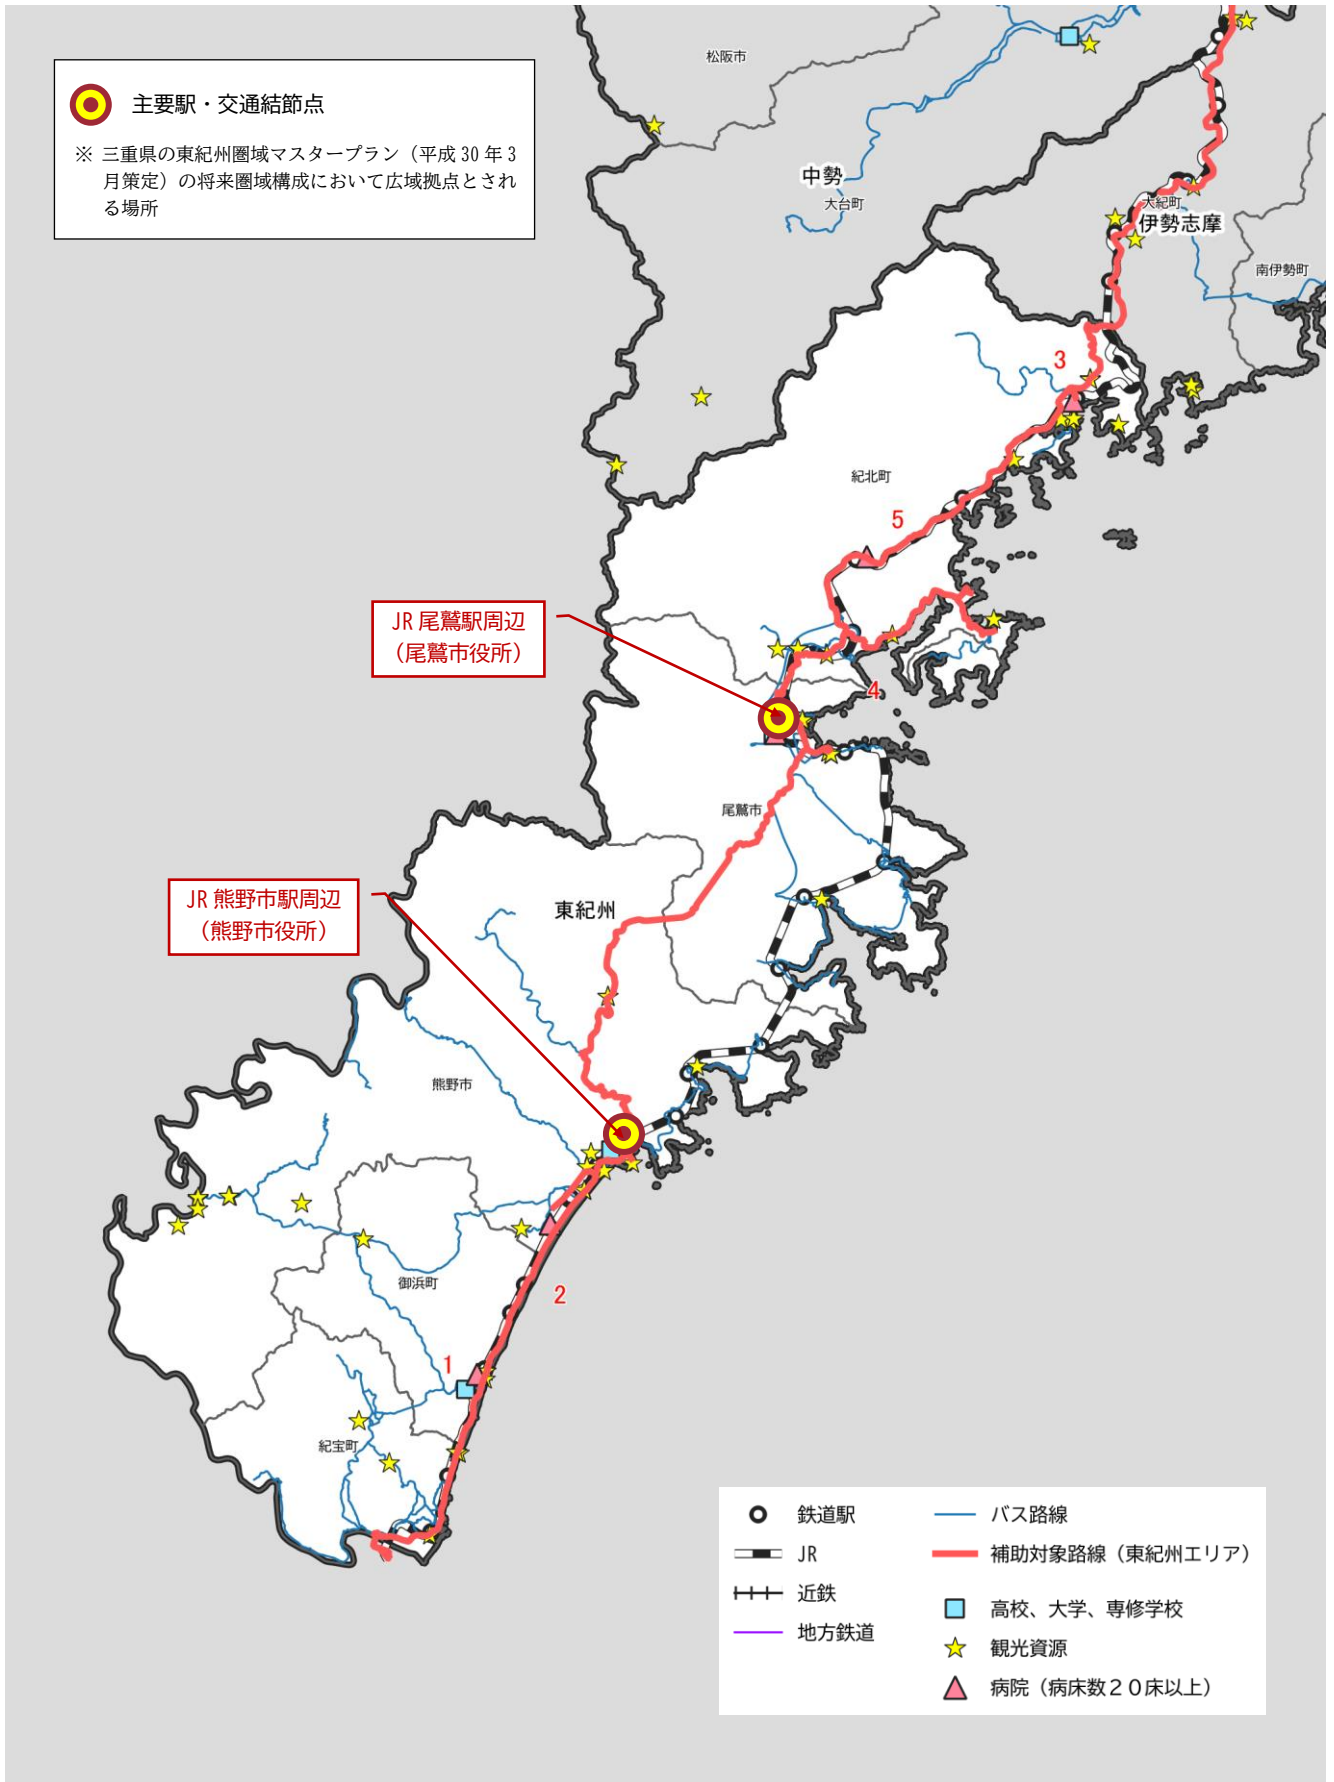 主要駅・交通結節点
※ 三重県の東紀州圏域マスタープラン（平成 30 年 3
月策定）の将来圏域構成において広域拠点とされ
る場所
松阪市
中勢
大台町
大紀町
伊勢志摩
南伊勢町
3
紀北町
5
JR 尾鷲駅周辺
（尾鷲市役所）
4
尾鷲市
JR 熊野市駅周辺
（熊野市役所）
東紀州
熊野市
御浜町
2
1
紀宝町
鉄道駅
JR
近鉄
地方鉄道
バス路線
補助対象路線（東紀州エリア）
高校、大学、専修学校
観光資源
病院（病床数２０床以上）